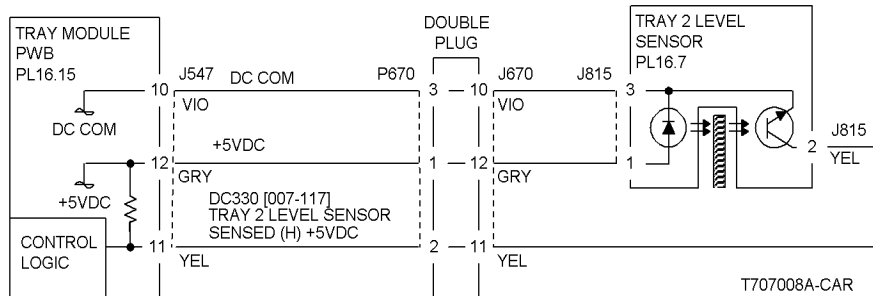 TRAY MODULE
PWB
PL16.15
DOUBLE
PLUG
TRAY 2 LEVEL
SENSOR
PL16.7
10 J547 DC COM P670 3 10 J670 J815 3
VIO VIO
DC COM
J815
2
YEL
+5VDC
12 1 12 1
GRY GRY
+5VDC
DC330 [007-117]
TRAY 2 LEVEL SENSOR
SENSED (H) +5VDC
CONTROL
LOGIC
11 2 11
YEL YEL
T707008A-CAR